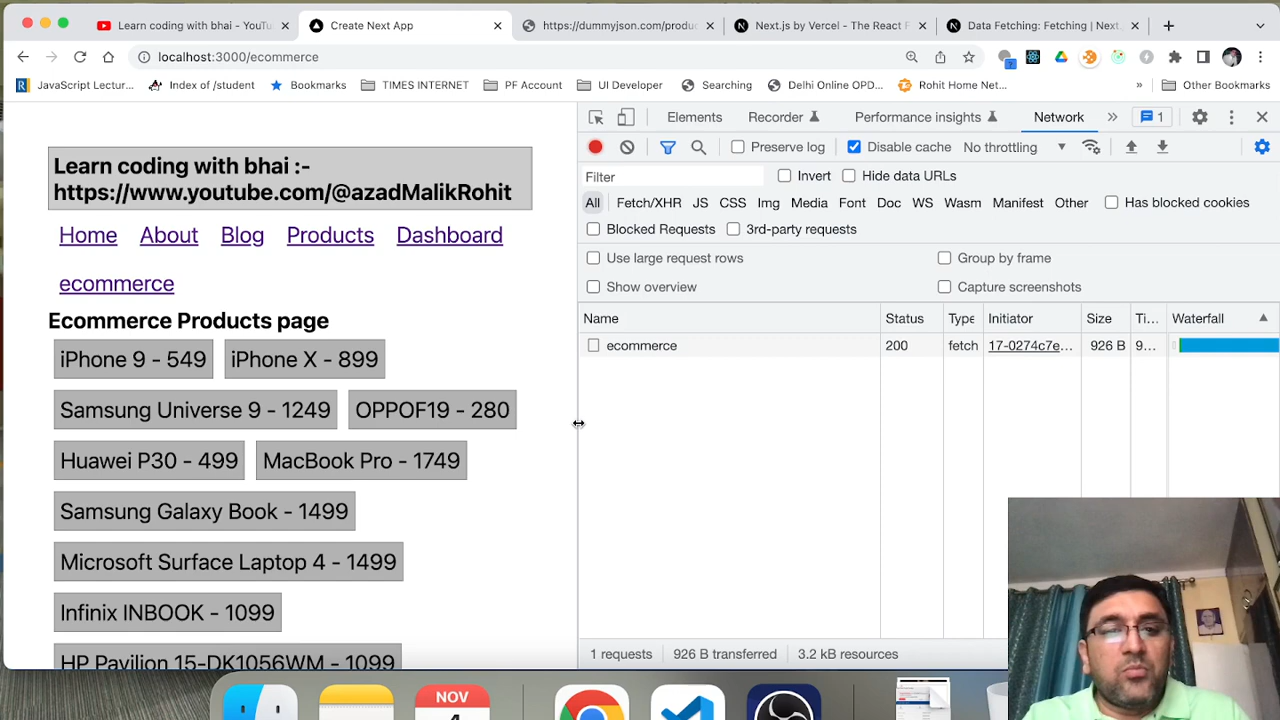 Learn coding with bhai - YouTu
Create Next App
https://dummyjson.com/produc
Next.js by Vercel - The React F
Data Fetching: Fetching | Next.
localhost:3000/ecommerce
JavaScript Lectur...
Index of /student
Bookmarks
TIMES INTERNET
PF Account
UI Developer
Searching
Delhi Online OPD...
Rohit Home Net...
»
Other Bookmarks
Learn coding with bhai :-
https://www.youtube.com/@azadMalikRohit
Home About Blog Products Dashboard
ecommerce
Ecommerce Products page
iPhone 9 - 549 iPhone X - 899
Samsung Universe 9 - 1249 OPPOF19 - 280
Huawei P30 - 499 MacBook Pro - 1749
Samsung Galaxy Book - 1499
Microsoft Surface Laptop 4 - 1499
Infinix INBOOK - 1099
HP Pavilion 15-DK1056WM - 1099
Elements Recorder Performance insights Network » 1
Preserve log Disable cache No throttling
Filter Invert Hide data URLs
All Fetch/XHR JS CSS Img Media Font Doc WS Wasm Manifest Other Has blocked cookies
Blocked Requests 3rd-party requests
Use large request rows Group by frame
Show overview Capture screenshots
Name Status Type Initiator Size Ti... Waterfall
ecommerce 200 fetch 17-0274c7e... 926 B 9...
1 requests 926 B transferred 3.2 kB resources
NOV